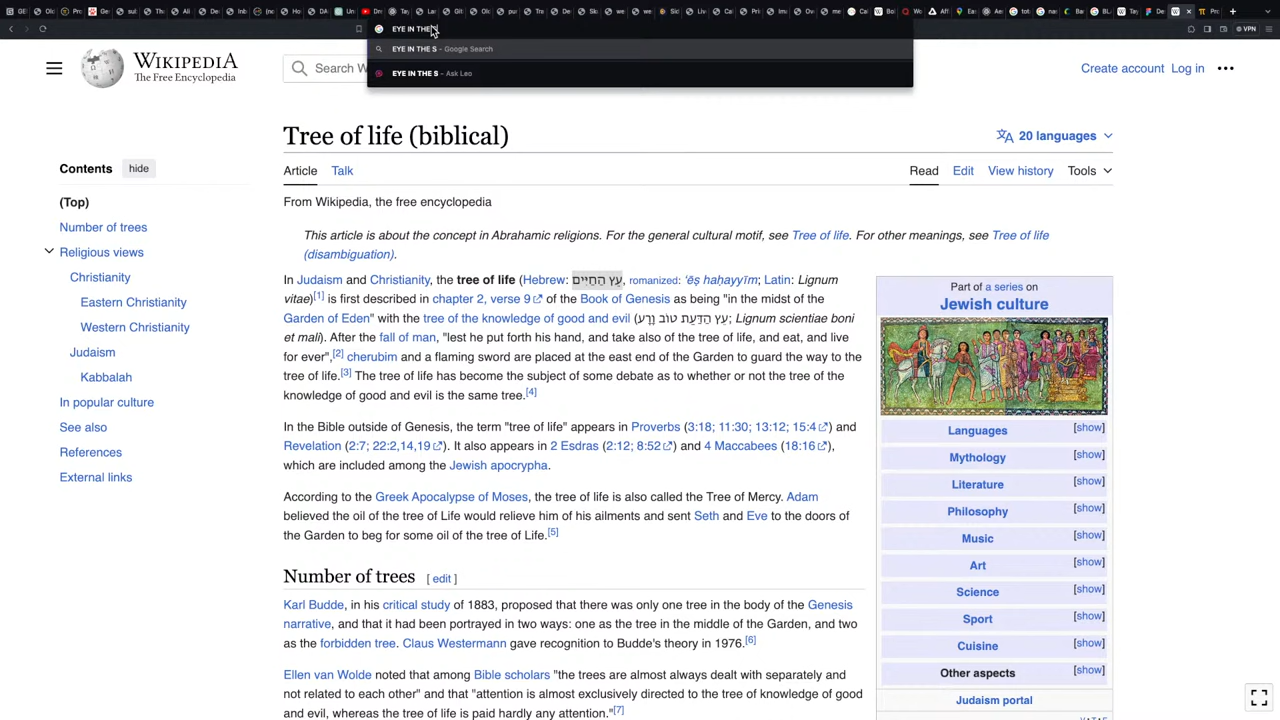 EYE IN THE
VPN
EYE IN THE S - Google Search
EYE IN THE S - Ask Leo
WIKIPEDIA
The Free Encyclopedia
Search W
Create account Log in
Tree of life (biblical)
20 languages
Article Talk
Read Edit View history Tools
From Wikipedia, the free encyclopedia
Contents hide
(Top)
Number of trees
Religious views
Christianity
Eastern Christianity
Western Christianity
Judaism
Kabbalah
In popular culture
See also
References
External links
This article is about the concept in Abrahamic religions. For the general cultural motif, see Tree of life. For other meanings, see Tree of life
(disambiguation).
In Judaism and Christianity, the tree of life (Hebrew: עֵץ הַחַיִּים, romanized: 'ēṣ haḥayyīm; Latin: Lignum
vitae)[1] is first described in chapter 2, verse 9 of the Book of Genesis as being "in the midst of the
Garden of Eden" with the tree of the knowledge of good and evil (עֵץ הַדַּעַת טוֹב וָרָע; Lignum scientiae boni
et mali). After the fall of man, "lest he put forth his hand, and take also of the tree of life, and eat, and live
for ever",[2] cherubim and a flaming sword are placed at the east end of the Garden to guard the way to the
tree of life.[3] The tree of life has become the subject of some debate as to whether or not the tree of the
knowledge of good and evil is the same tree.[4]
In the Bible outside of Genesis, the term "tree of life" appears in Proverbs (3:18; 11:30; 13:12; 15:4) and
Revelation (2:7; 22:2,14,19). It also appears in 2 Esdras (2:12; 8:52) and 4 Maccabees (18:16),
which are included among the Jewish apocrypha.
According to the Greek Apocalypse of Moses, the tree of life is also called the Tree of Mercy. Adam
believed the oil of the tree of Life would relieve him of his ailments and sent Seth and Eve to the doors of
the Garden to beg for some oil of the tree of Life.[5]
Number of trees [ edit ]
Karl Budde, in his critical study of 1883, proposed that there was only one tree in the body of the Genesis
narrative, and that it had been portrayed in two ways: one as the tree in the middle of the Garden, and two
as the forbidden tree. Claus Westermann gave recognition to Budde's theory in 1976.[6]
Ellen van Wolde noted that among Bible scholars "the trees are almost always dealt with separately and
not related to each other" and that "attention is almost exclusively directed to the tree of knowledge of good
and evil, whereas the tree of life is paid hardly any attention."[7]
Part of a series on
Jewish culture
Languages [show]
Mythology [show]
Literature [show]
Philosophy [show]
Music [show]
Art [show]
Science [show]
Sport [show]
Cuisine [show]
Other aspects [show]
Judaism portal